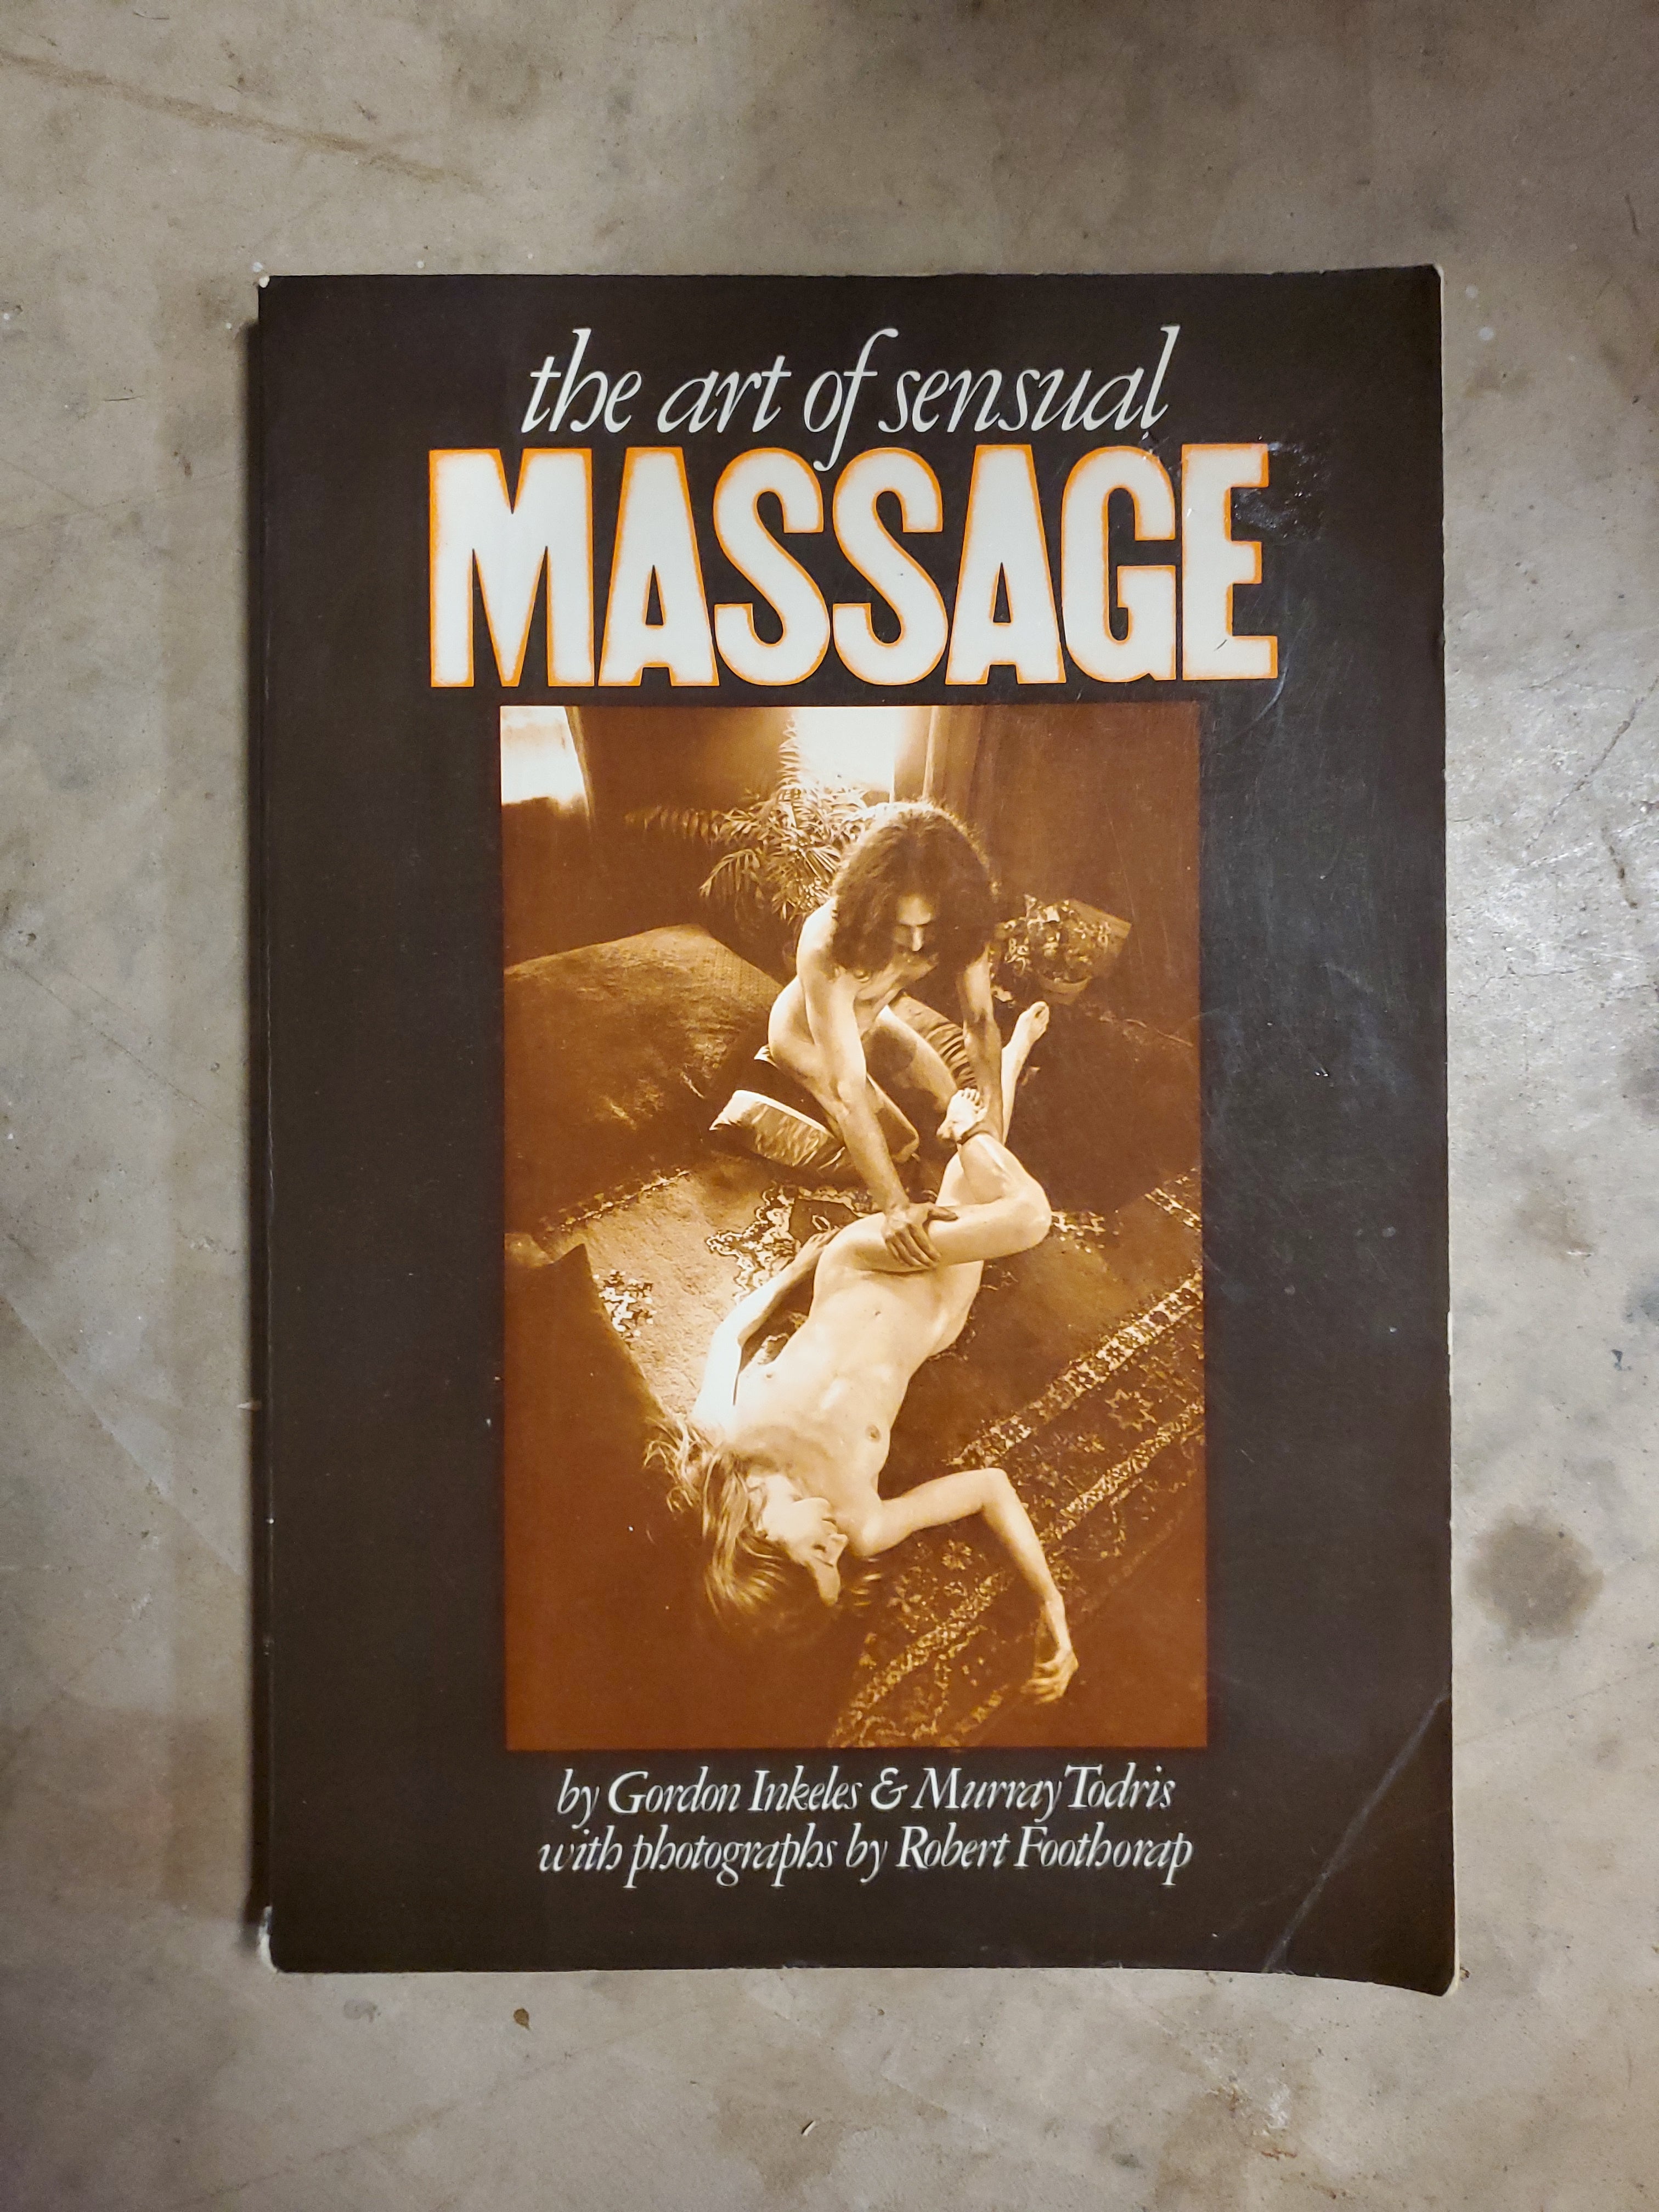 the art of sensual
MASSAGE
by Gordon Inkeles & Murray Todris
with photographs by Robert Foothorap